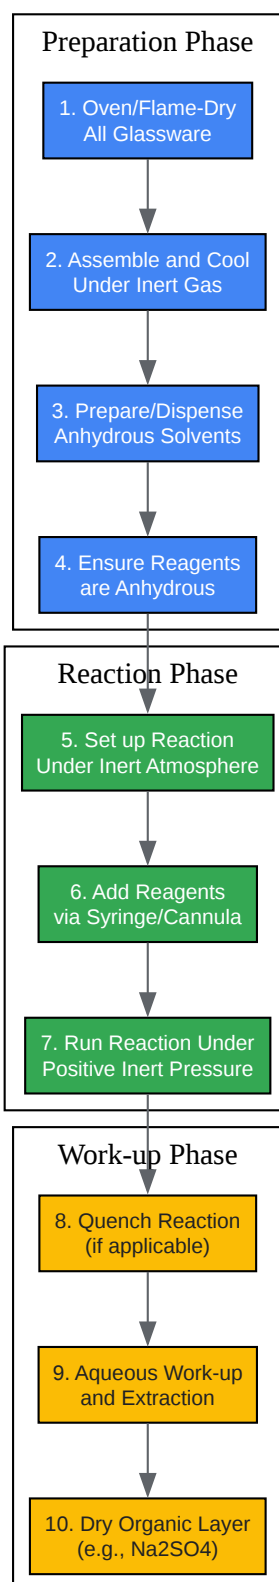 Preparation Phase
1. Oven/Flame-Dry
All Glassware
2. Assemble and Cool
Under Inert Gas
3. Prepare/Dispense
Anhydrous Solvents
4. Ensure Reagents
are Anhydrous
Reaction Phase
5. Set up Reaction
Under Inert Atmosphere
6. Add Reagents
via Syringe/Cannula
7. Run Reaction Under
Positive Inert Pressure
Work-up Phase
8. Quench Reaction
(if applicable)
9. Aqueous Work-up
and Extraction
10. Dry Organic Layer
(e.g., Na2SO4)